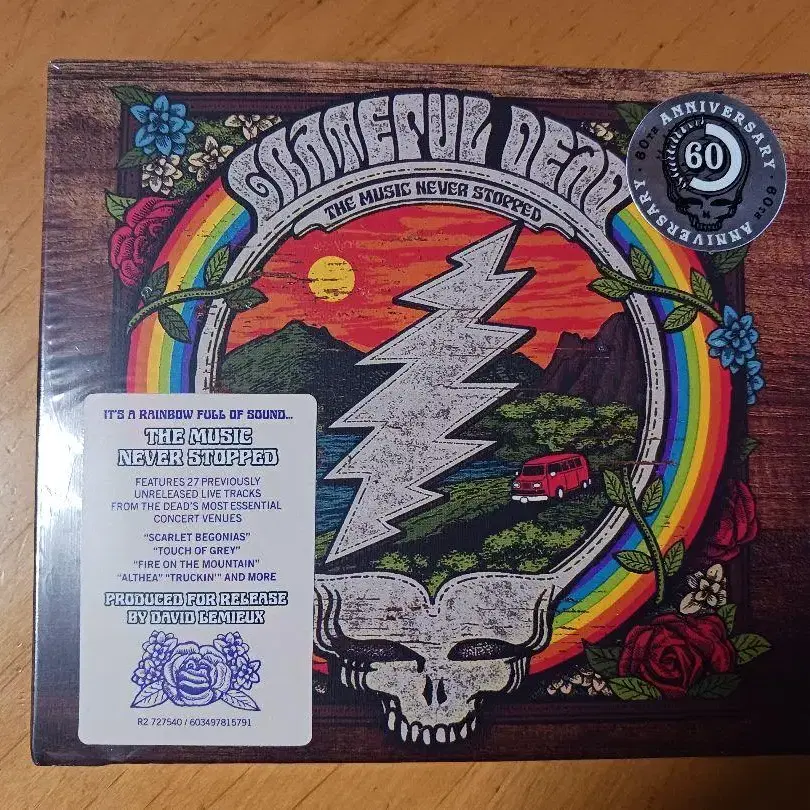 GRATEFUL DEAD
THE MUSIC NEVER STOPPED
60TH ANNIVERSARY · 60TH ANNIVERSARY ·
60
IT'S A RAINBOW FULL OF SOUND...
THE MUSIC
NEVER STOPPED
FEATURES 27 PREVIOUSLY
UNRELEASED LIVE TRACKS
FROM THE DEAD'S MOST ESSENTIAL
CONCERT VENUES
"SCARLET BEGONIAS"
"TOUCH OF GREY"
"FIRE ON THE MOUNTAIN"
"ALTHEA" "TRUCKIN'" AND MORE
PRODUCED FOR RELEASE
BY DAVID LEMIEUX
R2 727540 / 603497815791